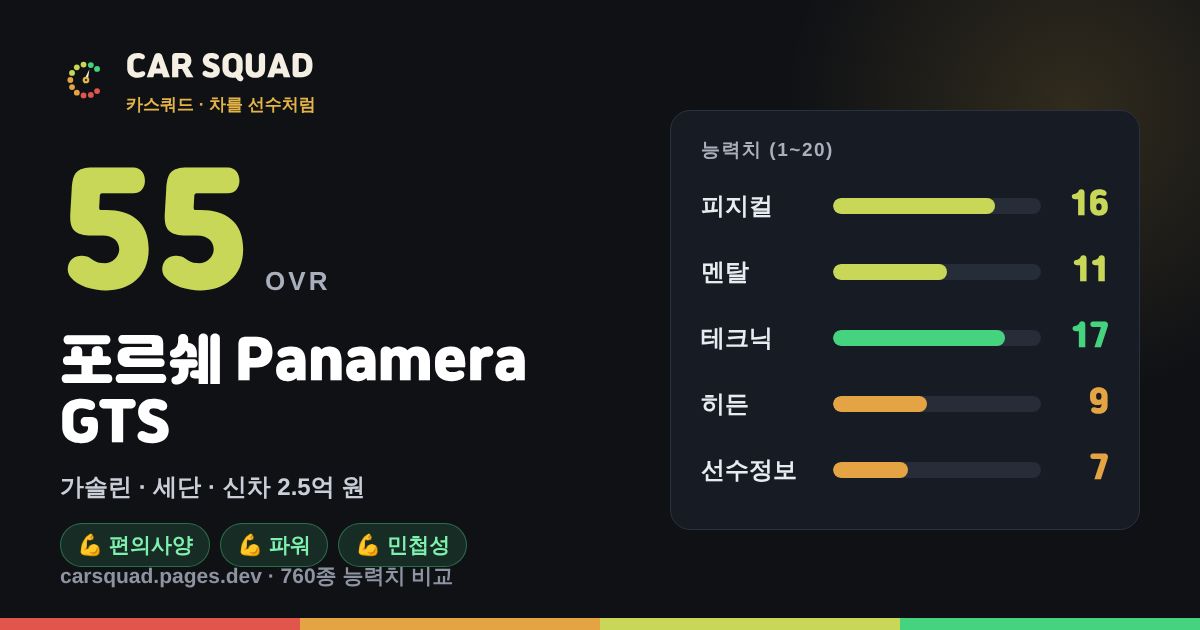 CAR SQUAD
카스쿼드 · 차를 선수처럼
55 OVR
포르쉐 Panamera
GTS
가솔린 · 세단 · 신차 2.5억 원
💪 편의사양 💪 파워 💪 민첩성
carsquad.pages.dev · 760종 능력치 비교
능력치 (1~20)
피지컬 16
멘탈 11
테크닉 17
히든 9
선수정보 7